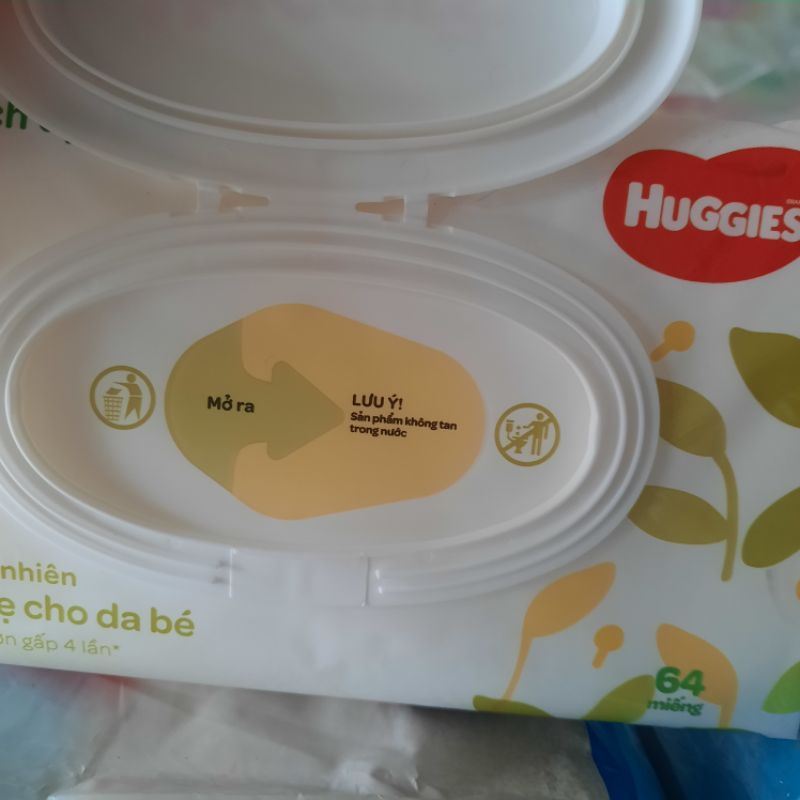 HUGGIES
Mở ra
LƯU Ý!
Sản phẩm không tan
trong nước
nhiên
cho da bé
gấp 4 lần*
64
miếng